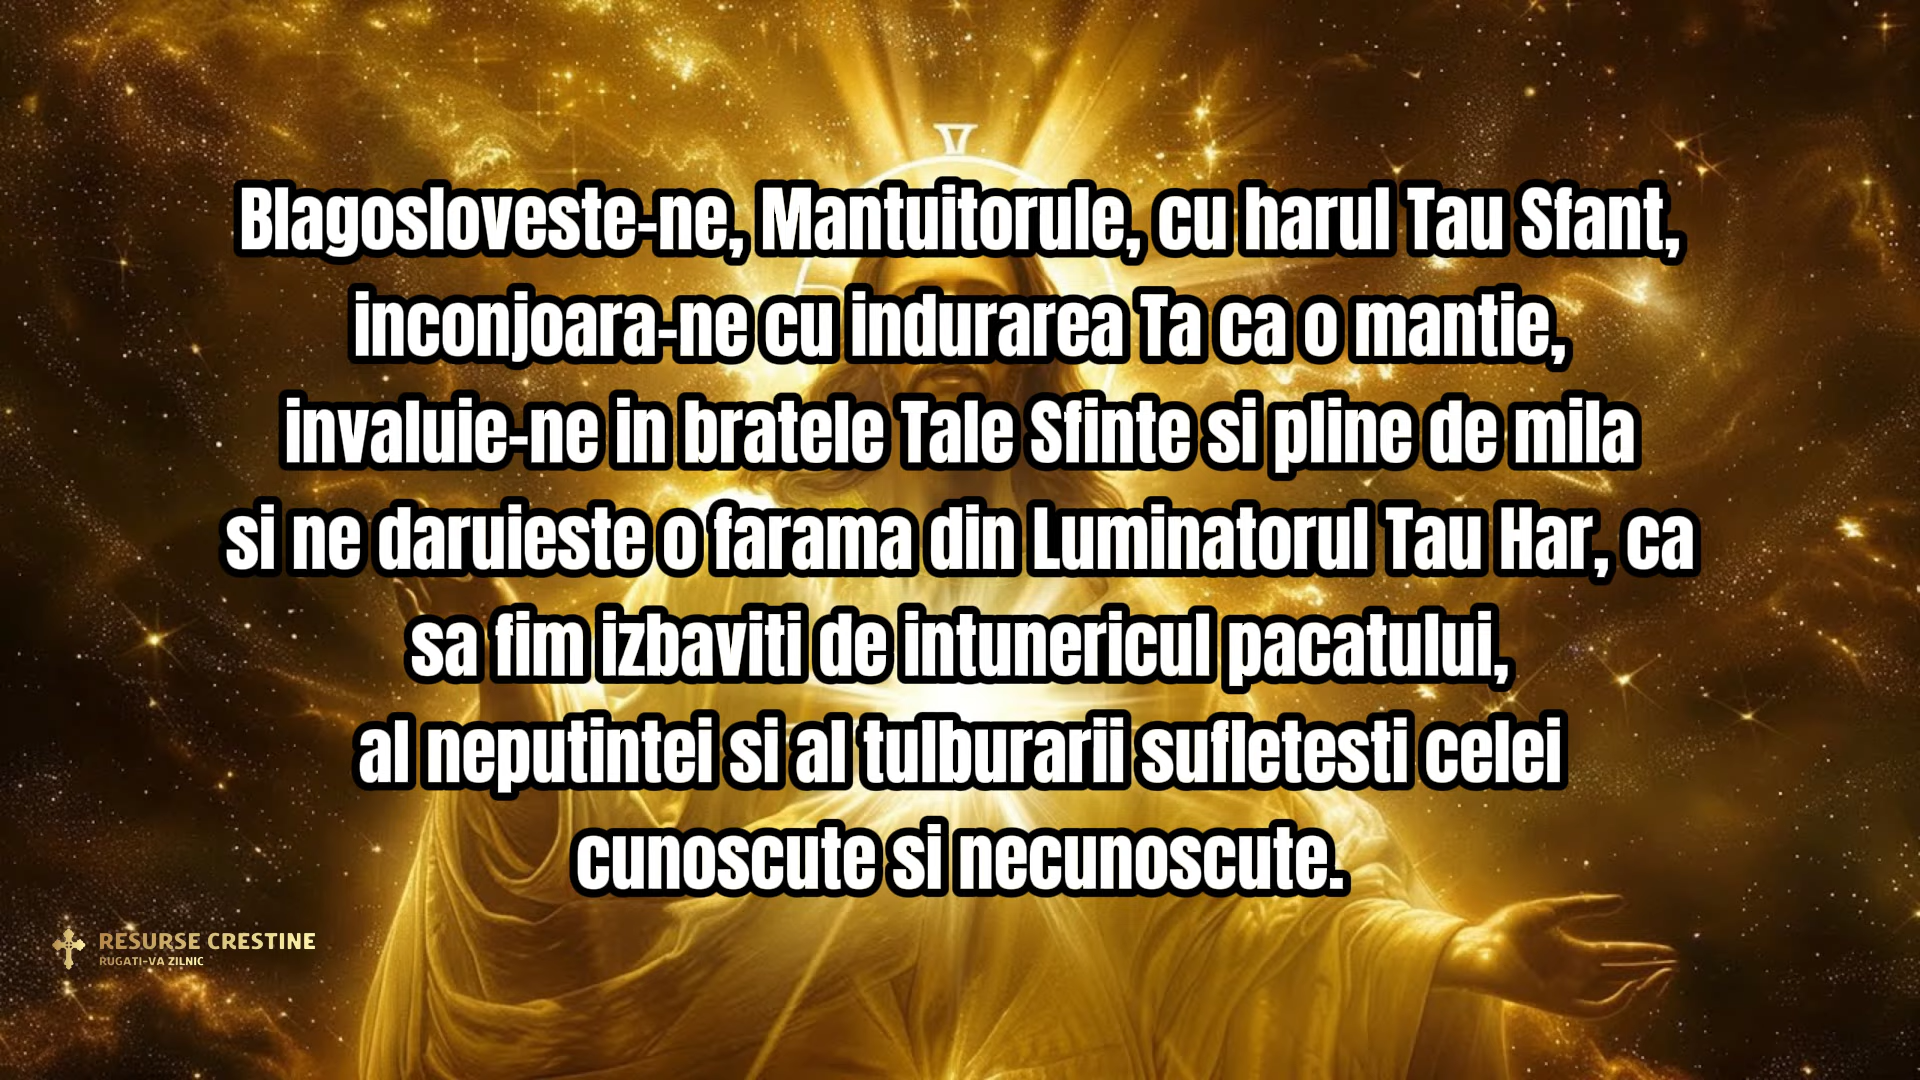 Blagosloveste-ne, Mantuitorule, cu harul Tau Sfant,
inconjoara-ne cu indurarea Ta ca o mantie,
invaluie-ne in bratele Tale Sfinte si pline de mila
si ne daruieste o farama din Luminatorul Tau Har, ca
sa fim izbaviti de intunericul pacatului,
al neputintei si al tulburarii sufletesti celei
cunoscute si necunoscute.
RESURSE CRESTINE
RUGATI-VA ZILNIC